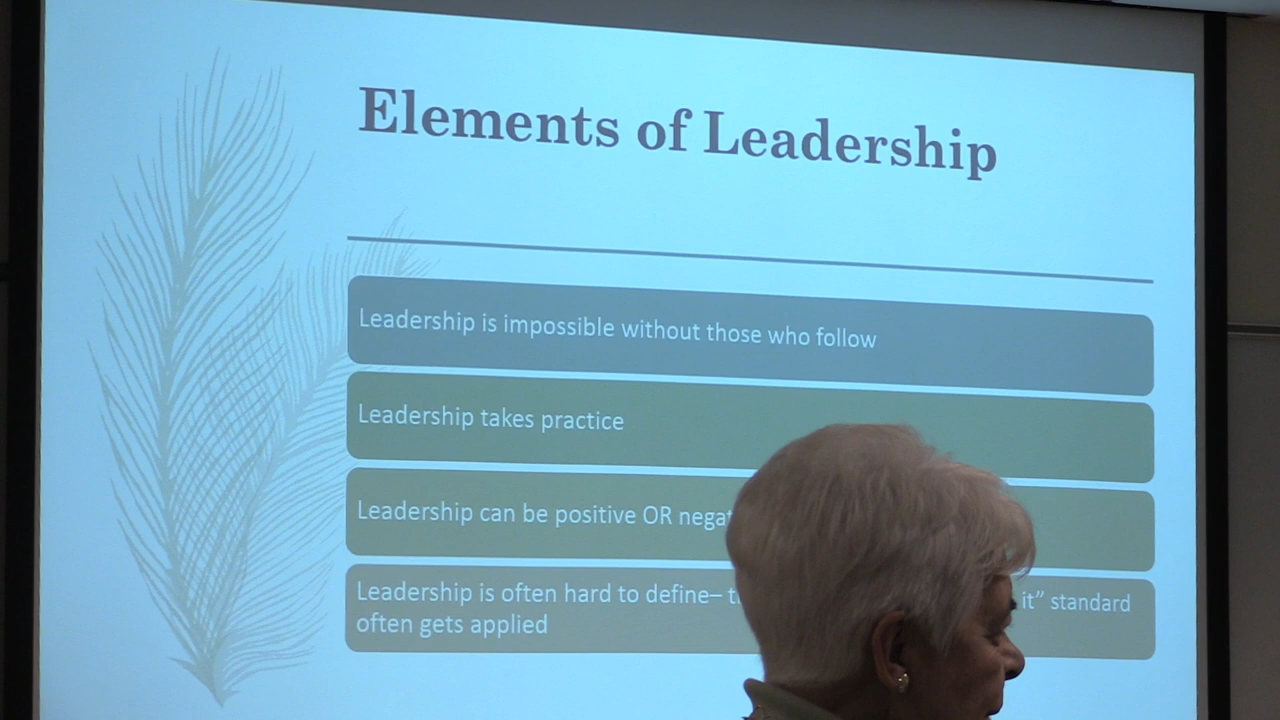 Elements of Leadership
Leadership is impossible without those who follow
Leadership takes practice
Leadership can be positive OR
Leadership is often hard to define– it” standard
often gets applied